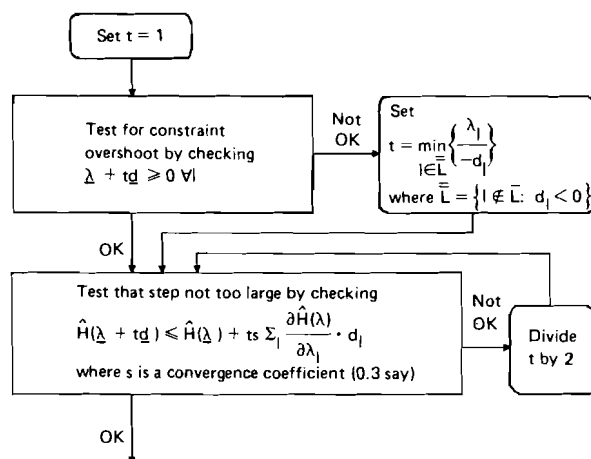 Set t = 1
Test for constraint
overshoot by checking
λ + td ≥ 0 ∀l
Not
OK
Set
t = min { λ_l / -d_l }
l∈L̿
where L̿ = {l ∉ L̄: d_l < 0}
OK
Test that step not too large by checking
Ĥ(λ + td) ⩽ Ĥ(λ) + ts Σ_l ∂Ĥ(λ)/∂λ_l · d_l
where s is a convergence coefficient (0.3 say)
Not
OK
Divide
t by 2
OK